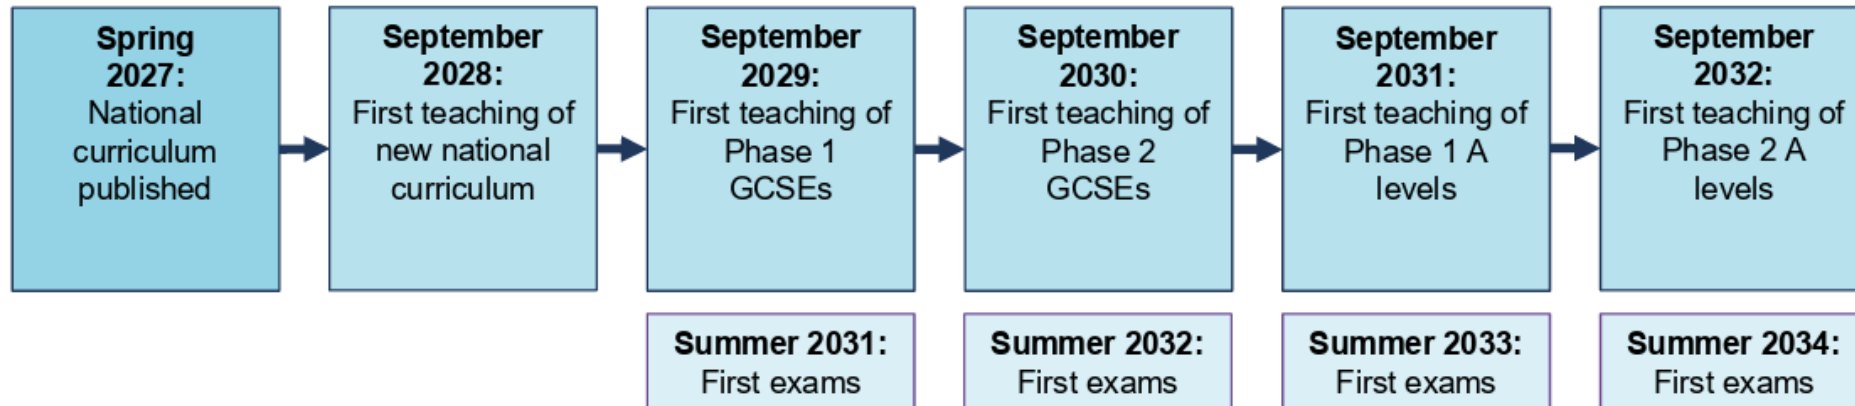 Spring
2027:
National
curriculum
published
September
2028:
First teaching of
new national
curriculum
September
2029:
First teaching of
Phase 1
GCSEs
September
2030:
First teaching of
Phase 2
GCSEs
September
2031:
First teaching of
Phase 1 A
levels
September
2032:
First teaching of
Phase 2 A
levels
Summer 2031:
First exams
Summer 2032:
First exams
Summer 2033:
First exams
Summer 2034:
First exams